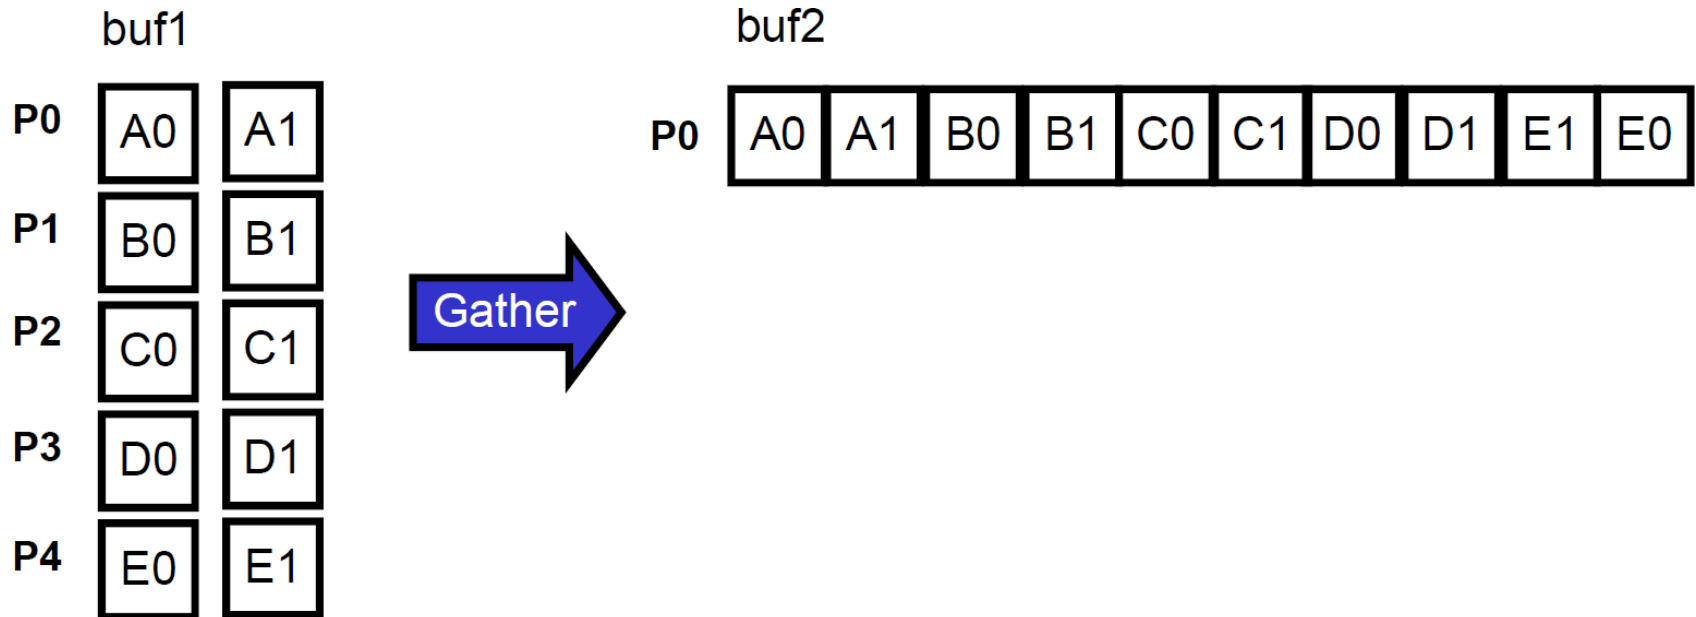 buf1
buf2
P0 A0 A1
P0 A0 A1 B0 B1 C0 C1 D0 D1 E1 E0
P1 B0 B1
Gather
P2 C0 C1
P3 D0 D1
P4 E0 E1